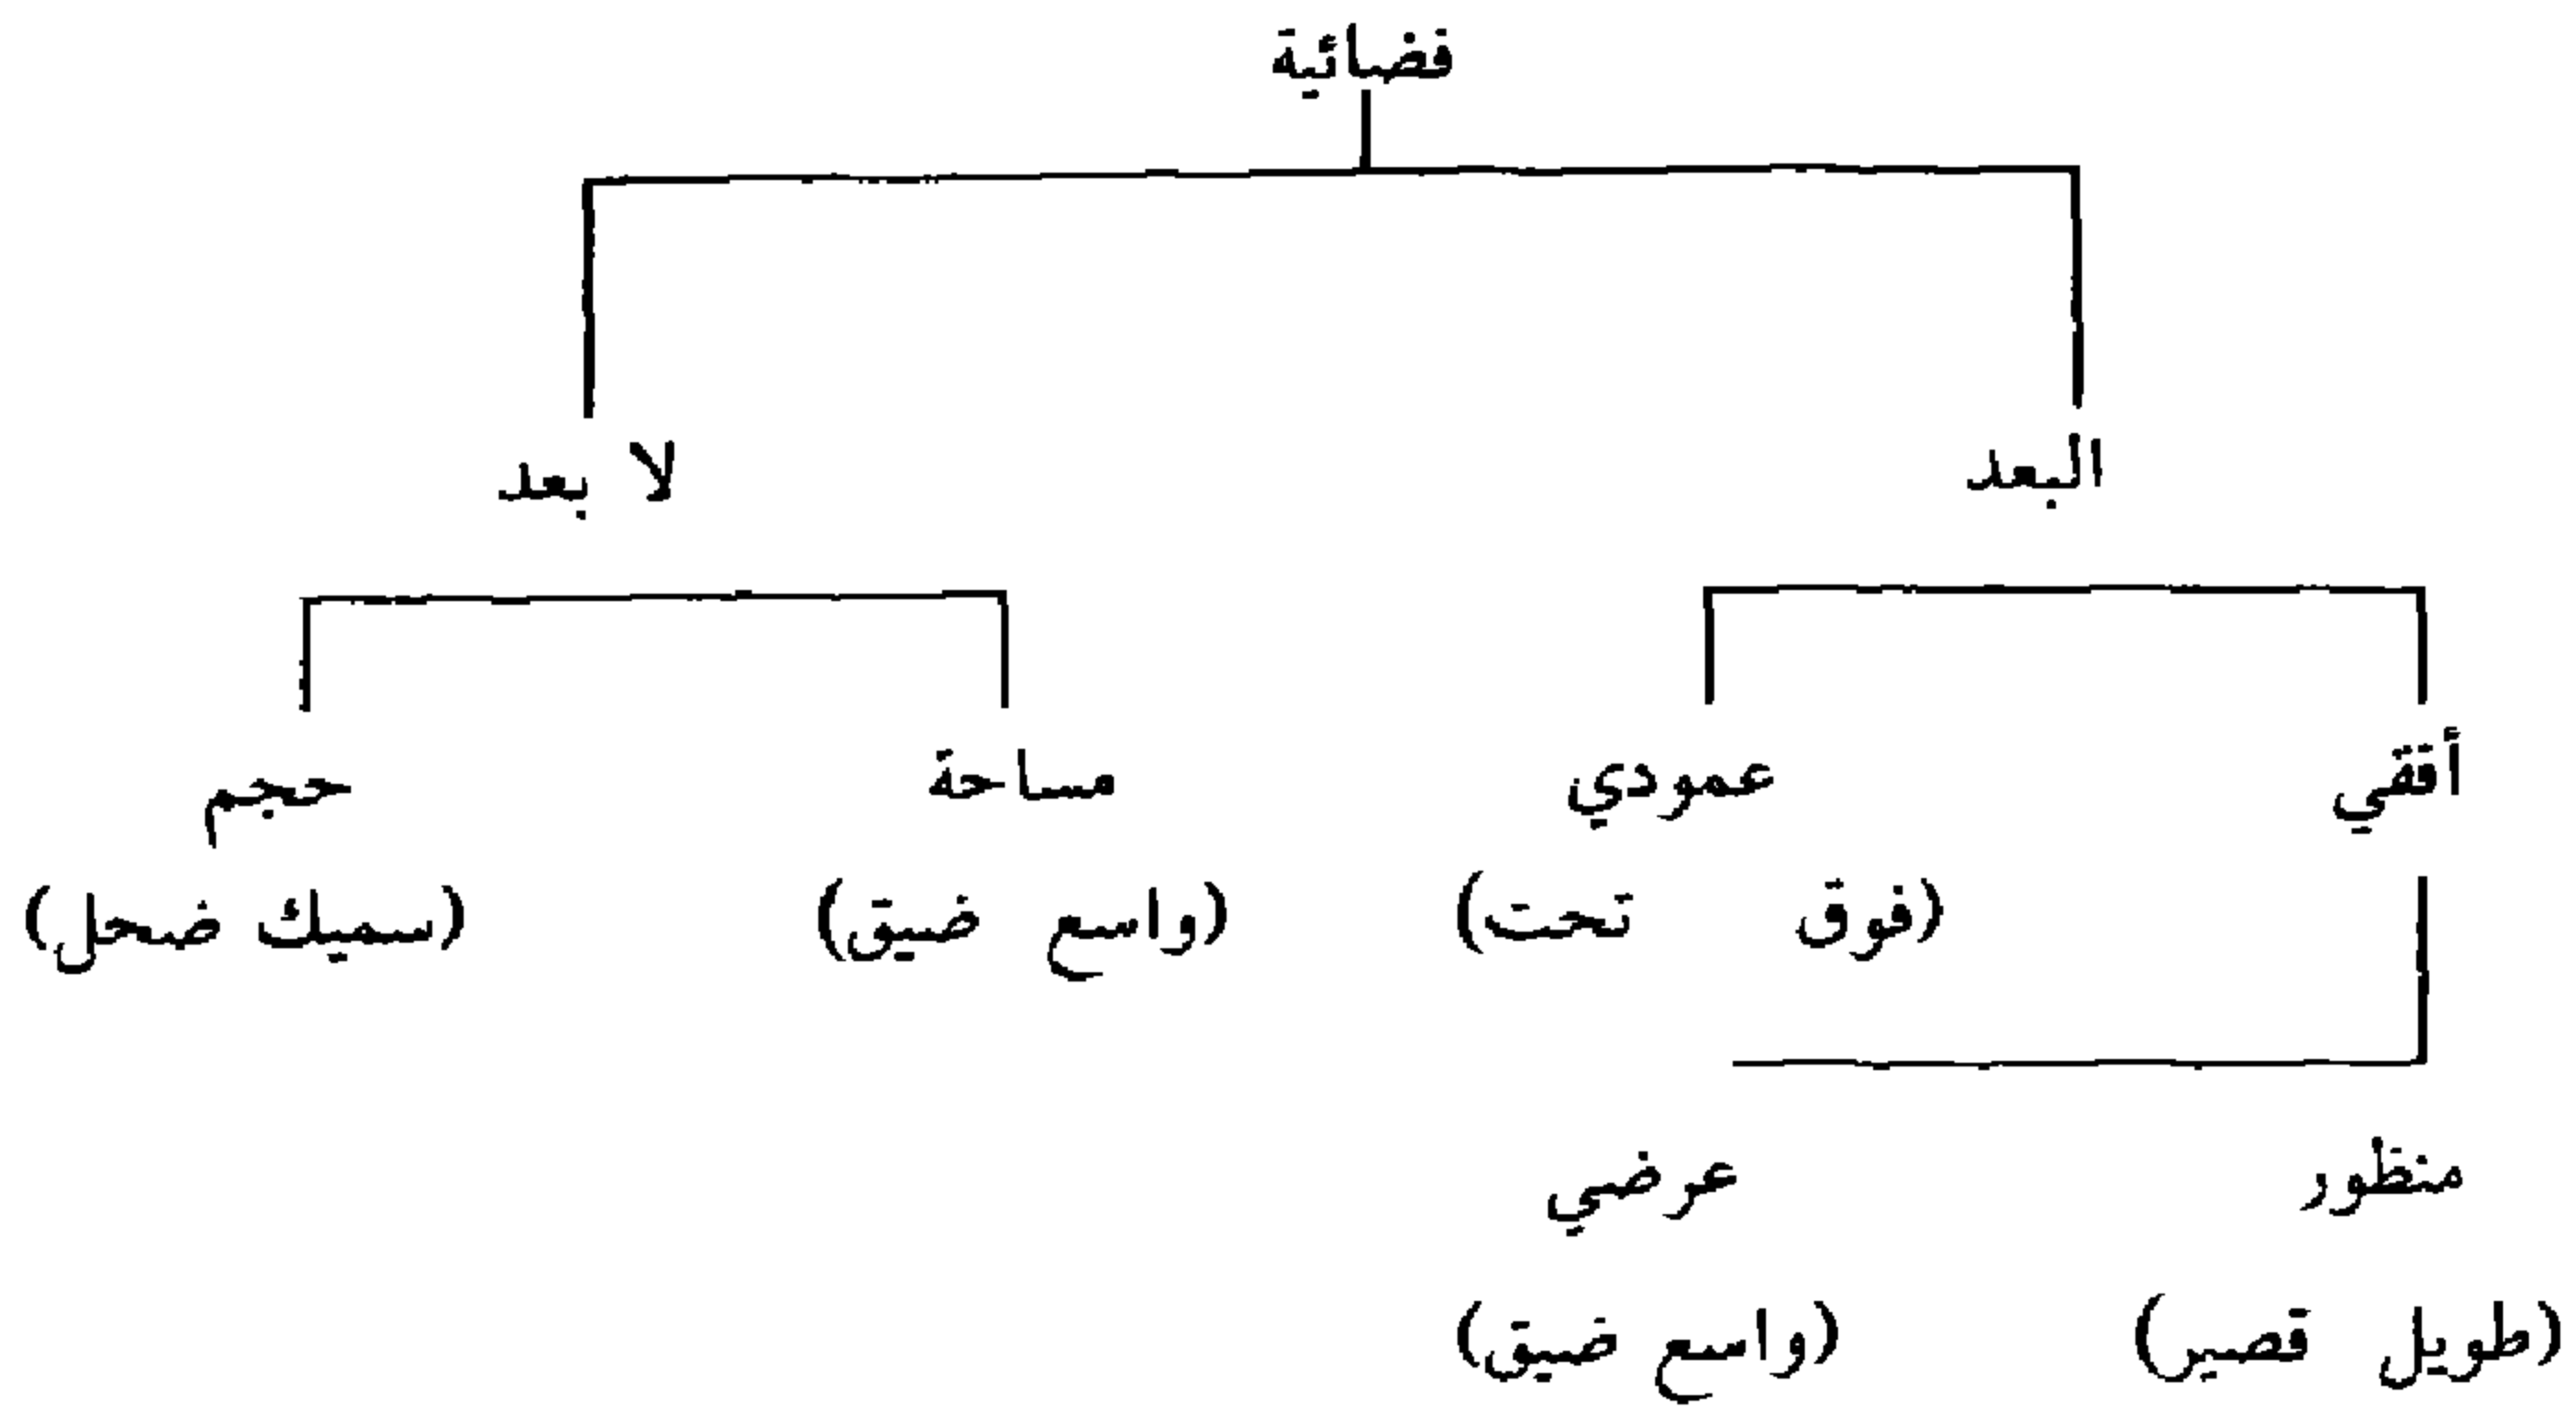 فضائية
البعد
لا بعد
أفقي
عمودي
مساحة
حجم
(فوق تحت)
(واسع ضيق)
(سميك ضحل)
منظور
عرضي
(طويل قصير)
(واسع ضيق)